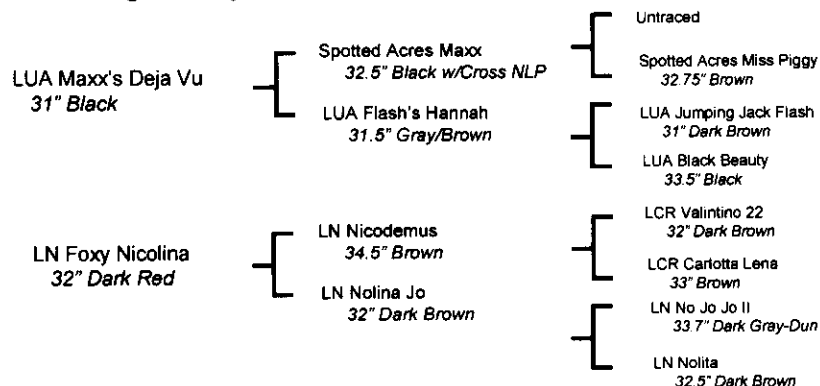 Untraced
Spotted Acres Maxx
32.5" Black w/Cross NLP
Spotted Acres Miss Piggy
32.75" Brown
LUA Maxx's Deja Vu
31" Black
LUA Flash's Hannah
31.5" Gray/Brown
LUA Jumping Jack Flash
31" Dark Brown
LUA Black Beauty
33.5" Black
LN Foxy Nicolina
32" Dark Red
LN Nicodemus
34.5" Brown
LCR Valintino 22
32" Dark Brown
LCR Carlotta Lena
33" Brown
LN Nolina Jo
32" Dark Brown
LN No Jo Jo II
33.7" Dark Gray-Dun
LN Nolita
32.5" Dark Brown